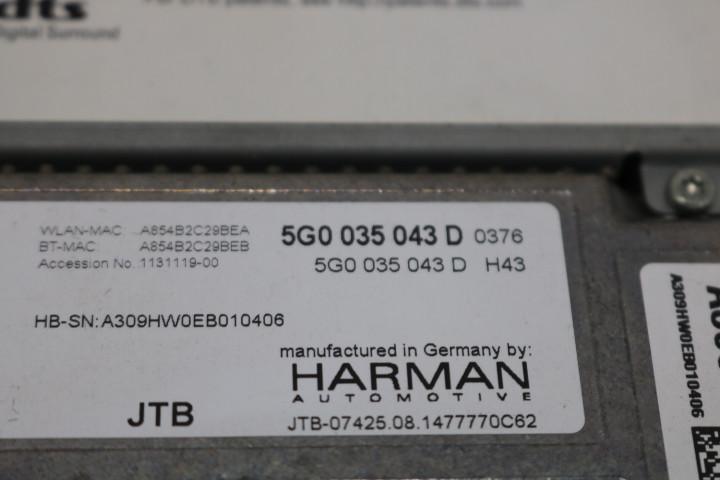 dts
Digital Surround
WLAN-MAC: A854B2C29BEA
BT-MAC: A854B2C29BEB
Accession No. 1131119-00
5G0 035 043 D 0376
5G0 035 043 D H43
HB-SN: A309HW0EB010406
manufactured in Germany by:
HARMAN
AUTOMOTIVE
JTB
JTB-07425.08.1477770C62
A309HW0EB010406